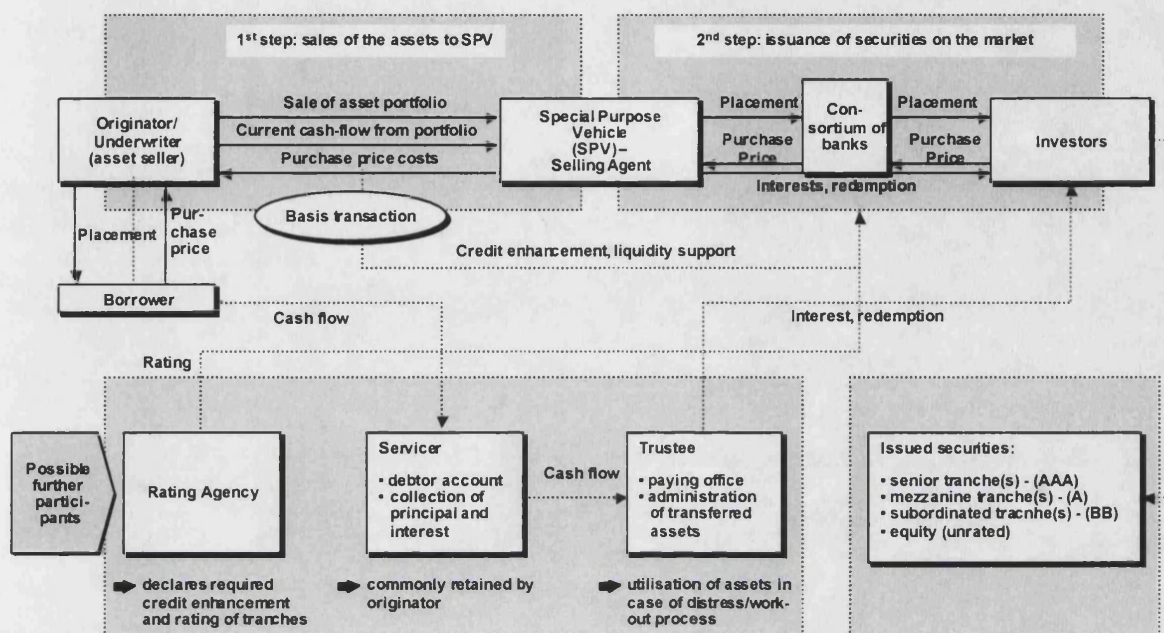 1st step: sales of the assets to SPV
2nd step: issuance of securities on the market
Originator/
Underwriter
(asset seller)
Sale of asset portfolio
Current cash-flow from portfolio
Purchase price costs
Special Purpose
Vehicle
(SPV)–
Selling Agent
Placement
Purchase
Price
Con-
sortium of
banks
Placement
Purchase
Price
Interests, redemption
Investors
Basis transaction
Placement
Pur-
chase
price
Credit enhancement, liquidity support
Borrower
Cash flow
Interest, redemption
Rating
Possible
further
partici-
pants
Rating Agency
Servicer
• debtor account
• collection of
principal and
interest
Cash flow
Trustee
• paying office
• administration
of transferred
assets
Issued securities:
• senior tranche(s) - (AAA)
• mezzanine tranche(s) - (A)
• subordinated tracnhe(s) - (BB)
• equity (unrated)
declares required
credit enhancement
and rating of tranches
commonly retained by
originator
utilisation of assets in
case of distress/work-
out process